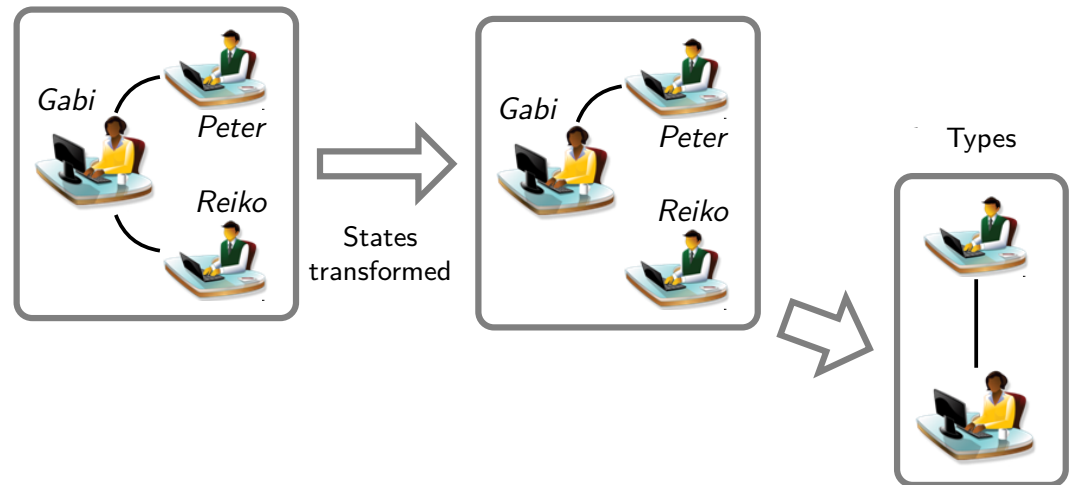 Gabi
Peter
Reiko
States
transformed
Gabi
Peter
Reiko
Types